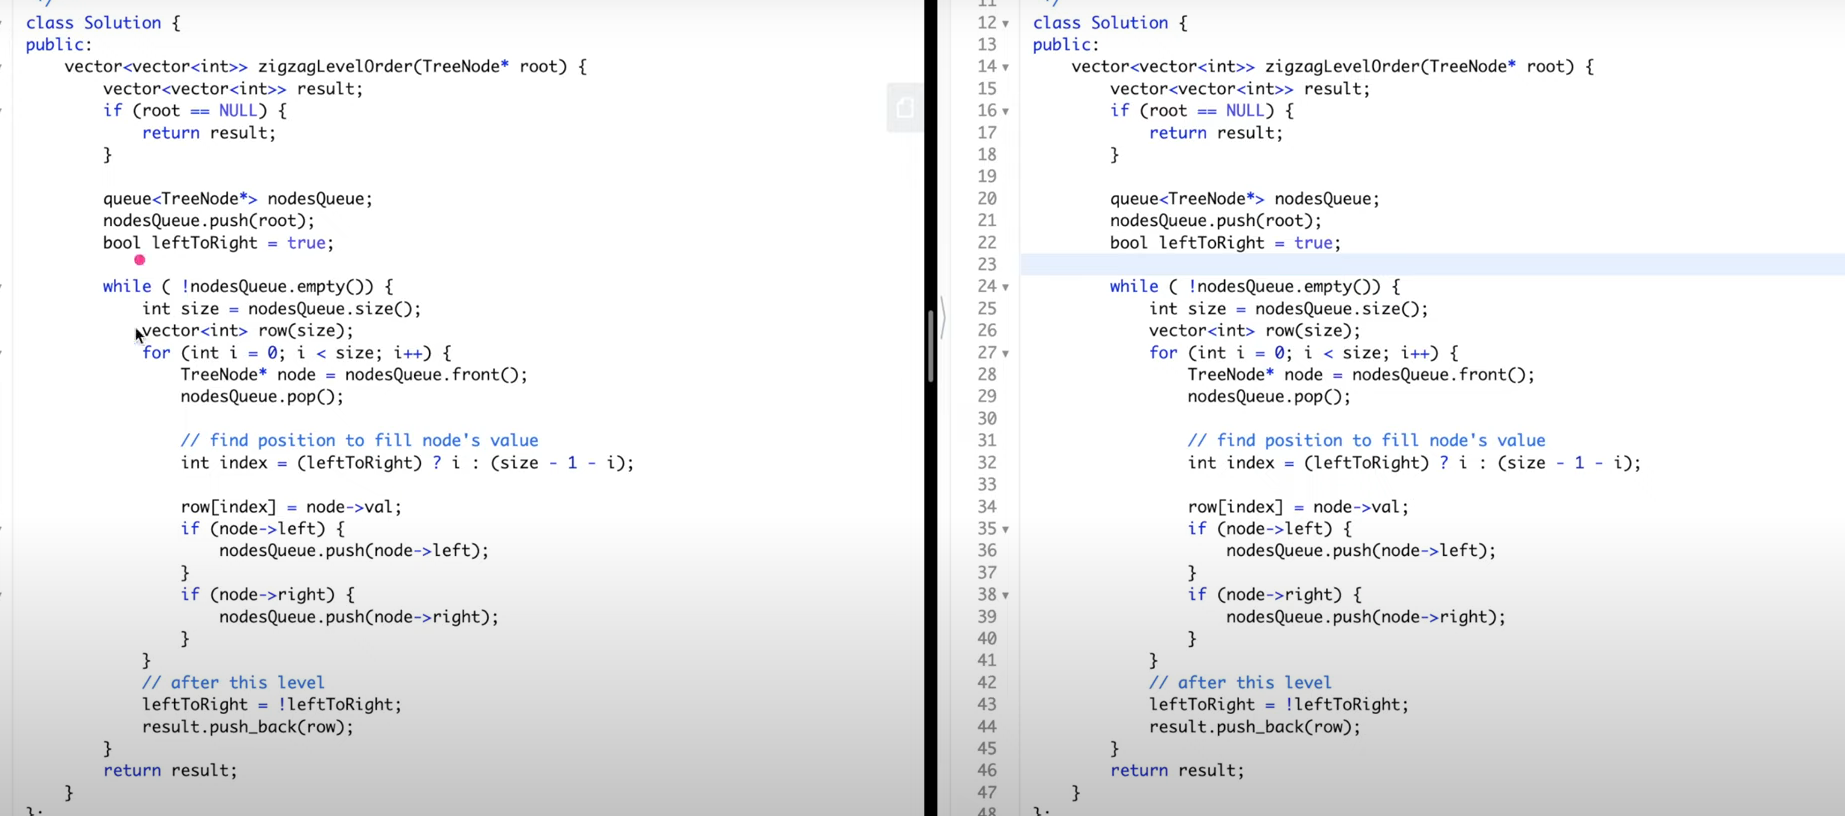 */
class Solution {
public:
    vector<vector<int>> zigzagLevelOrder(TreeNode* root) {
        vector<vector<int>> result;
        if (root == NULL) {
            return result;
        }

        queue<TreeNode*> nodesQueue;
        nodesQueue.push(root);
        bool leftToRight = true;

        while ( !nodesQueue.empty()) {
            int size = nodesQueue.size();
            vector<int> row(size);
            for (int i = 0; i < size; i++) {
                TreeNode* node = nodesQueue.front();
                nodesQueue.pop();

                // find position to fill node's value
                int index = (leftToRight) ? i : (size - 1 - i);

                row[index] = node->val;
                if (node->left) {
                    nodesQueue.push(node->left);
                }
                if (node->right) {
                    nodesQueue.push(node->right);
                }
            }
            // after this level
            leftToRight = !leftToRight;
            result.push_back(row);
        }
        return result;
    }
};
11 */
12 class Solution {
13 public:
14     vector<vector<int>> zigzagLevelOrder(TreeNode* root) {
15         vector<vector<int>> result;
16         if (root == NULL) {
17             return result;
18         }
19
20         queue<TreeNode*> nodesQueue;
21         nodesQueue.push(root);
22         bool leftToRight = true;
23
24         while ( !nodesQueue.empty()) {
25             int size = nodesQueue.size();
26             vector<int> row(size);
27             for (int i = 0; i < size; i++) {
28                 TreeNode* node = nodesQueue.front();
29                 nodesQueue.pop();
30
31                 // find position to fill node's value
32                 int index = (leftToRight) ? i : (size - 1 - i);
33
34                 row[index] = node->val;
35                 if (node->left) {
36                     nodesQueue.push(node->left);
37                 }
38                 if (node->right) {
39                     nodesQueue.push(node->right);
40                 }
41             }
42             // after this level
43             leftToRight = !leftToRight;
44             result.push_back(row);
45         }
46         return result;
47     }
48 };